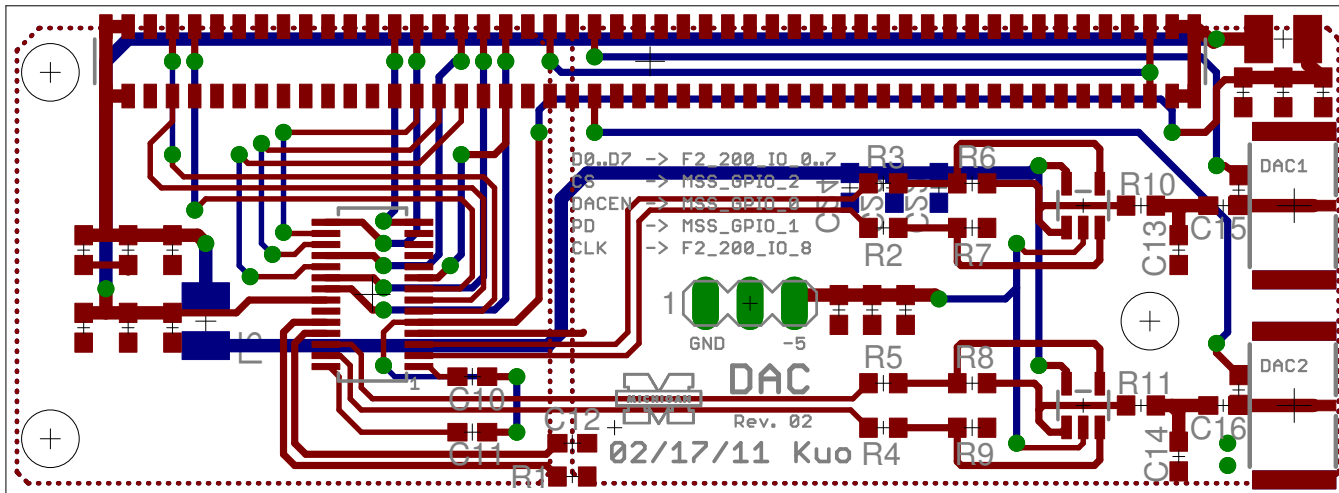 D0..D7 -> F2_200_IO_0..7
CS -> MSS_GPIO_2
DACEN -> MSS_GPIO_0
PD -> MSS_GPIO_1
CLK -> F2_200_IO_8
R3
R6
R2
R7
R10
C13
C15
DAC1
1
GND
-5
DAC
Rev. 02
02/17/11 Kuo
MICHIGAN
1
C10
C11
C12
R1
R5
R8
R4
R9
R11
C14
C16
DAC2